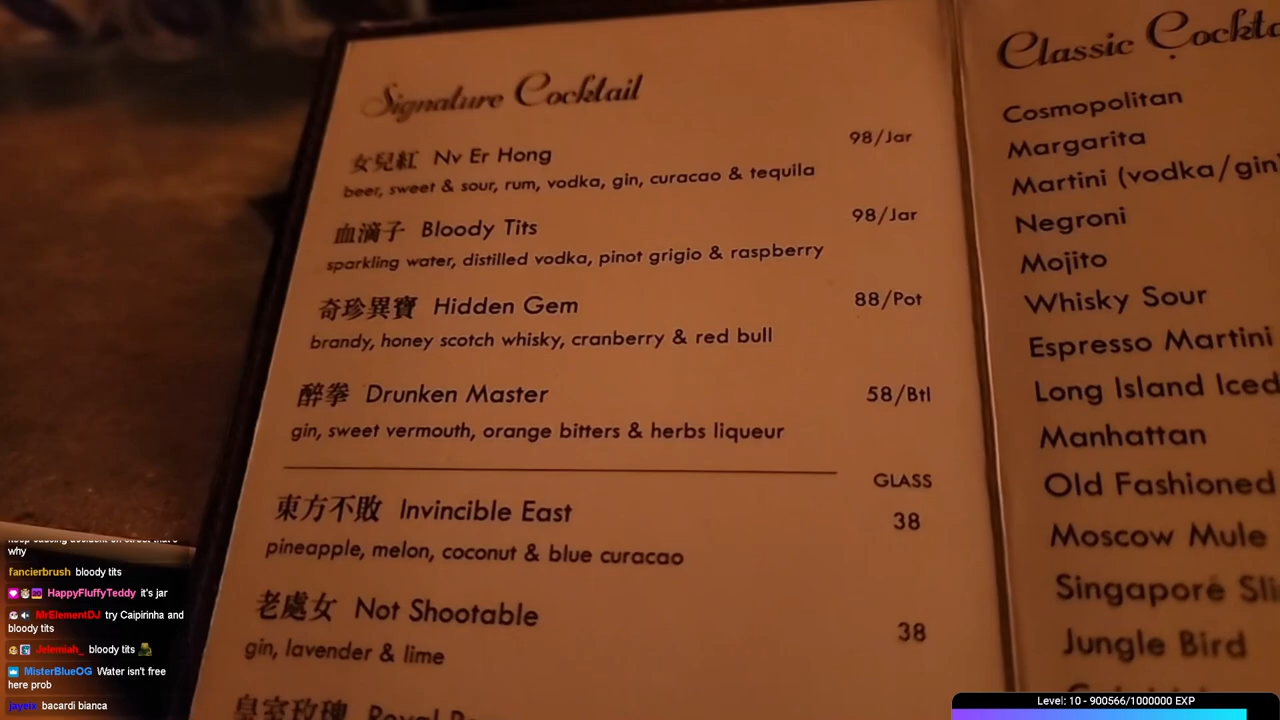 Signature Cocktail
女兒紅 Nv Er Hong 98/Jar
beer, sweet & sour, rum, vodka, gin, curacao & tequila
血滴子 Bloody Tits 98/Jar
sparkling water, distilled vodka, pinot grigio & raspberry
奇珍異寶 Hidden Gem 88/Pot
brandy, honey scotch whisky, cranberry & red bull
醉拳 Drunken Master 58/Btl
gin, sweet vermouth, orange bitters & herbs liqueur
GLASS
東方不敗 Invincible East 38
pineapple, melon, coconut & blue curacao
老處女 Not Shootable 38
gin, lavender & lime
皇室玫瑰 Royal
Classic
Cosmopolitan
Margarita
Martini (vodka/gin)
Negroni
Mojito
Whisky Sour
Espresso Martini
Long Island Iced
Manhattan
Old Fashioned
Moscow Mule
Singapore
Jungle Bird
why
fancierbrush bloody tits
HappyFluffyTeddy it's jar
MrElementDJ try Caipirinha and
bloody tits
Jelemiah_ bloody tits
MisterBlueOG Water isn't free
here prob
jayeix bacardi bianca
Level: 10 - 900566/1000000 EXP